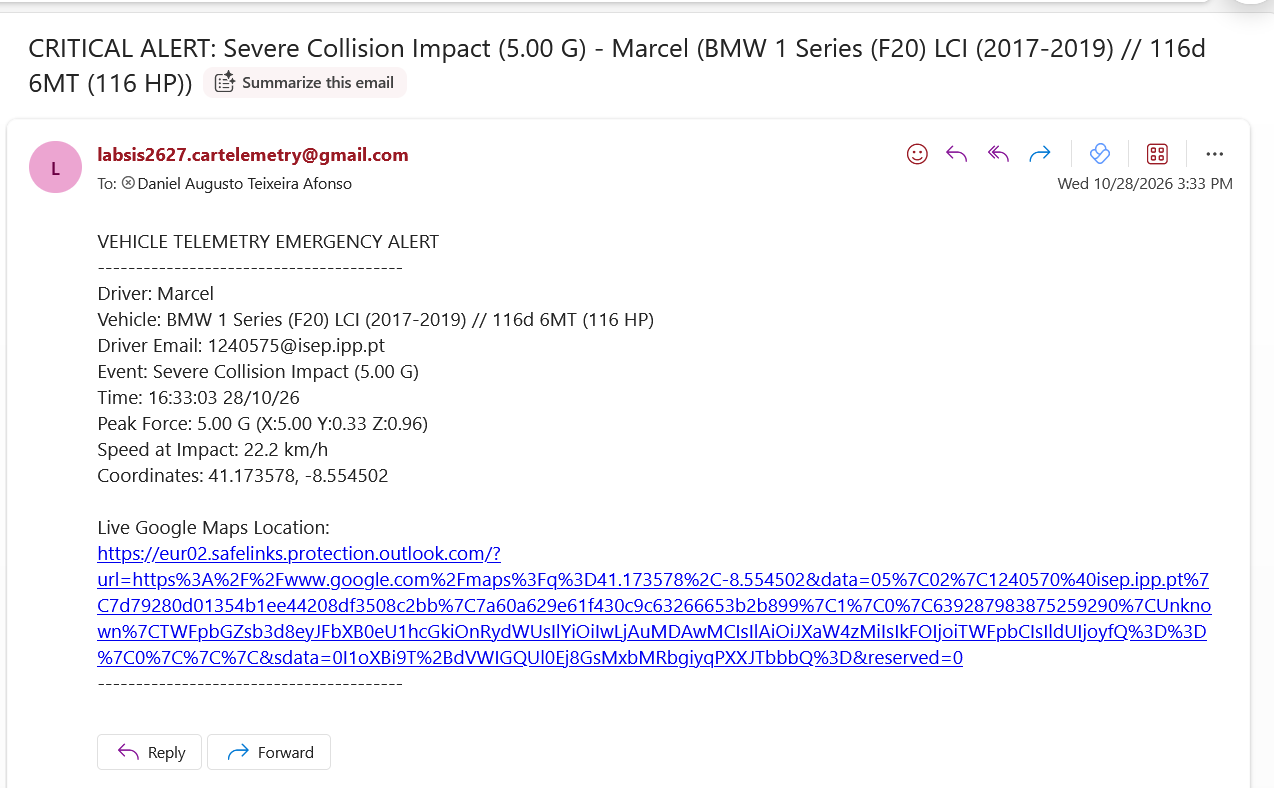 CRITICAL ALERT: Severe Collision Impact (5.00 G) - Marcel (BMW 1 Series (F20) LCI (2017-2019) // 116d
6MT (116 HP)) Summarize this email
L
labsis2627.cartelemetry@gmail.com
To: Daniel Augusto Teixeira Afonso
Wed 10/28/2026 3:33 PM
VEHICLE TELEMETRY EMERGENCY ALERT
----------------------------------------
Driver: Marcel
Vehicle: BMW 1 Series (F20) LCI (2017-2019) // 116d 6MT (116 HP)
Driver Email: 1240575@isep.ipp.pt
Event: Severe Collision Impact (5.00 G)
Time: 16:33:03 28/10/26
Peak Force: 5.00 G (X:5.00 Y:0.33 Z:0.96)
Speed at Impact: 22.2 km/h
Coordinates: 41.173578, -8.554502
Live Google Maps Location:
https://eur02.safelinks.protection.outlook.com/?
url=https%3A%2F%2Fwww.google.com%2Fmaps%3Fq%3D41.173578%2C-8.554502&data=05%7C02%7C1240570%40isep.ipp.pt%7
C7d79280d01354b1ee44208df3508c2bb%7C7a60a629e61f430c9c63266653b2b899%7C1%7C0%7C639287983875259290%7CUnkno
wn%7CTWFpbGZsb3d8eyJFbXB0eU1hcGkiOnRydWUsIlYiOiIwLjAuMDAwMCIsIlAiOiJXaW4zMiIsIkFOIjoiTWFpbCIsIldUIjoyfQ%3D%3D
%7C0%7C%7C%7C&sdata=0I1oXBi9T%2BdVWIGQUl0Ej8GsMxbMRbgiyqPXXJTbbbQ%3D&reserved=0
----------------------------------------
Reply
Forward